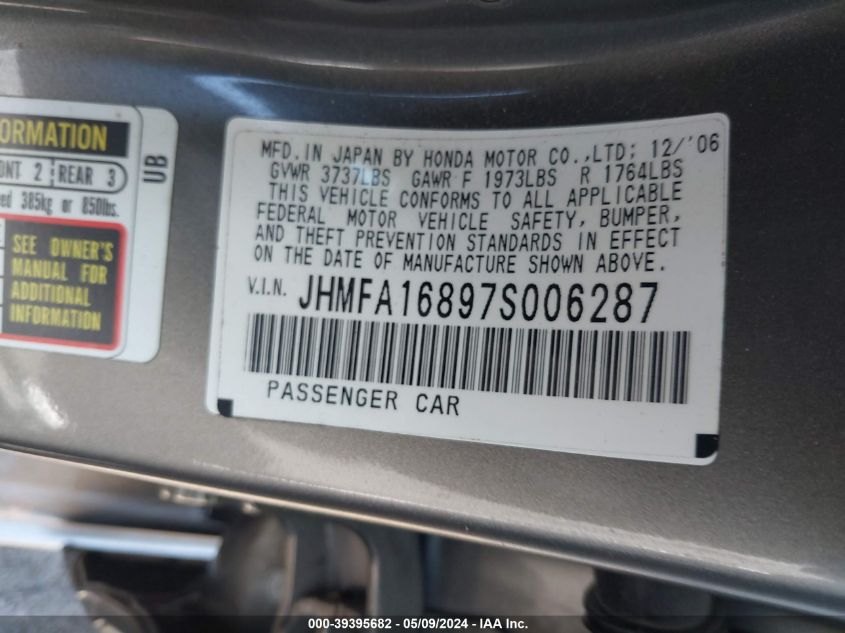 ORMATION
ONT 2 REAR 3
ed 385kg or 850lbs.
SEE OWNER'S
MANUAL FOR
ADDITIONAL
INFORMATION
UB
MFD.IN JAPAN BY HONDA MOTOR CO.,LTD; 12/'06
GVWR 3737LBS GAWR F 1973LBS R 1764LBS
THIS VEHICLE CONFORMS TO ALL APPLICABLE
FEDERAL MOTOR VEHICLE SAFETY, BUMPER,
AND THEFT PREVENTION STANDARDS IN EFFECT
ON THE DATE OF MANUFACTURE SHOWN ABOVE.
V.I.N. JHMFA16897S006287
PASSENGER CAR
000-39395682 - 05/09/2024 - IAA Inc.